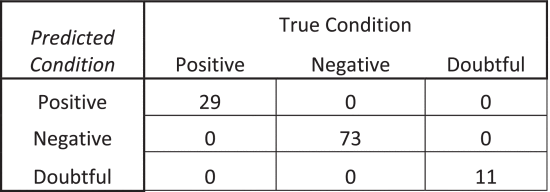 Predicted Condition
True Condition
Positive Negative Doubtful
Positive 29 0 0
Negative 0 73 0
Doubtful 0 0 11